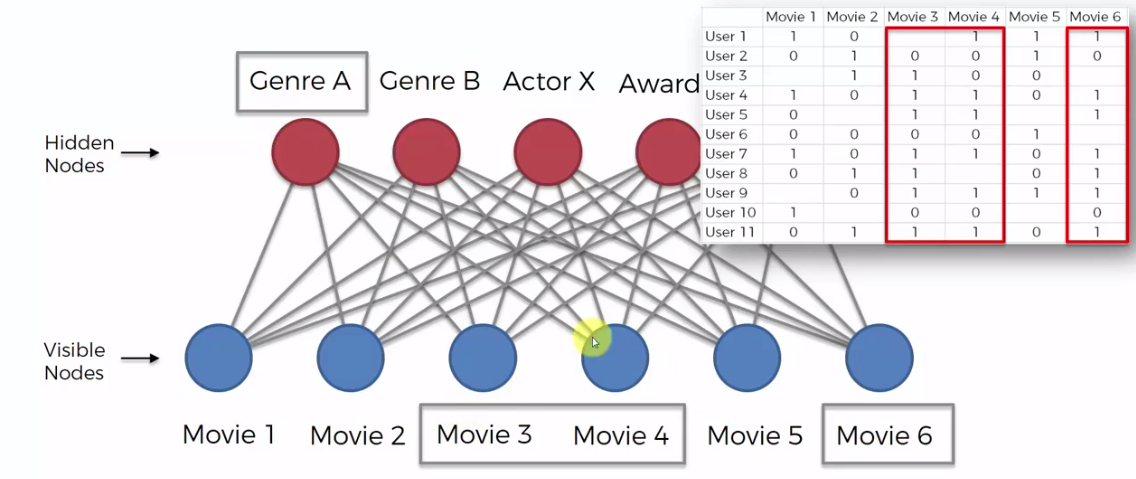 Genre A Genre B Actor X Award
Hidden
Nodes
Visible
Nodes
Movie 1 Movie 2 Movie 3 Movie 4 Movie 5 Movie 6
Movie 1 Movie 2 Movie 3 Movie 4 Movie 5 Movie 6
User 1 1 0 1 1 1
User 2 0 1 0 0 1 0
User 3 1 1 0 0
User 4 1 0 1 1 0 1
User 5 0 1 1 1
User 6 0 0 0 0 1
User 7 1 0 1 1 0 1
User 8 0 1 1 0 1
User 9 0 1 1 1 1
User 10 1 0 0 0
User 11 0 1 1 1 0 1